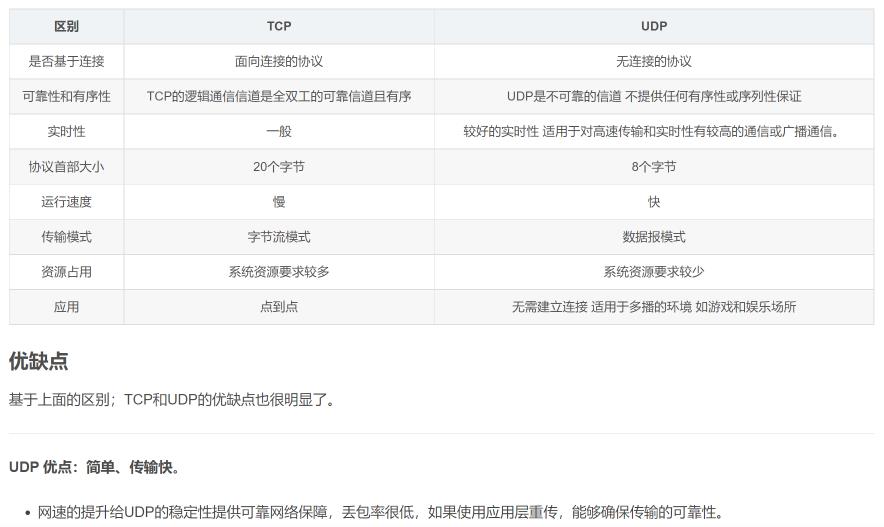 区别 TCP UDP
是否基于连接 面向连接的协议 无连接的协议
可靠性和有序性 TCP的逻辑通信信道是全双工的可靠信道且有序 UDP是不可靠的信道 不提供任何有序性或序列性保证
实时性 一般 较好的实时性 适用于对高速传输和实时性有较高的通信或广播通信。
协议首部大小 20个字节 8个字节
运行速度 慢 快
传输模式 字节流模式 数据报模式
资源占用 系统资源要求较多 系统资源要求较少
应用 点到点 无需建立连接 适用于多播的环境 如游戏和娱乐场所
优缺点
基于上面的区别；TCP和UDP的优缺点也很明显了。
UDP 优点：简单、传输快。
• 网速的提升给UDP的稳定性提供可靠网络保障，丢包率很低，如果使用应用层重传，能够确保传输的可靠性。